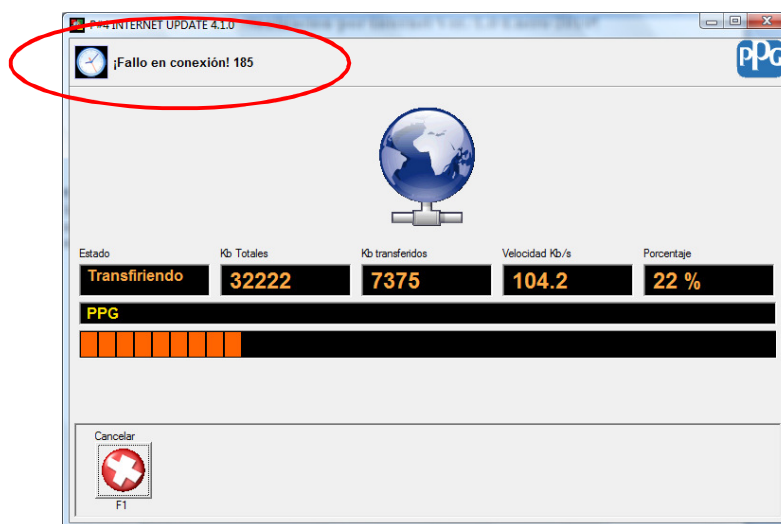 INTERNET UPDATE 4.1.0
¡Fallo en conexión! 185
PPG
Estado
Kb Totales
Kb transferidos
Velocidad Kb/s
Porcentaje
Transfiriendo
32222
7375
104.2
22 %
PPG
Cancelar
F1